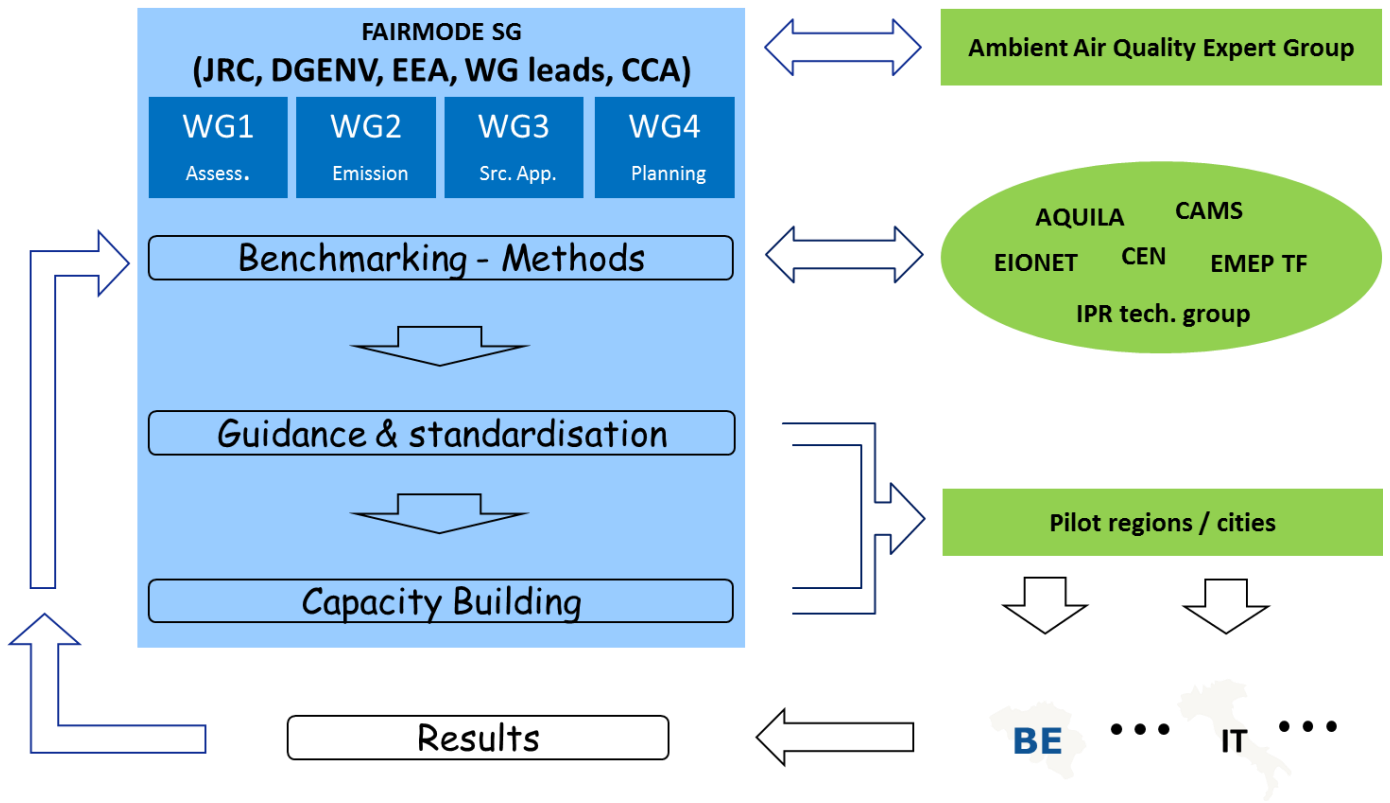 FAIRMODE SG
(JRC, DGENV, EEA, WG leads, CCA)
WG1
Assess.
WG2
Emission
WG3
Src. App.
WG4
Planning
Benchmarking - Methods
Guidance & standardisation
Capacity Building
Results
Ambient Air Quality Expert Group
AQUILA
CAMS
EIONET
CEN
EMEP TF
IPR tech. group
Pilot regions / cities
BE
•••
IT
•••